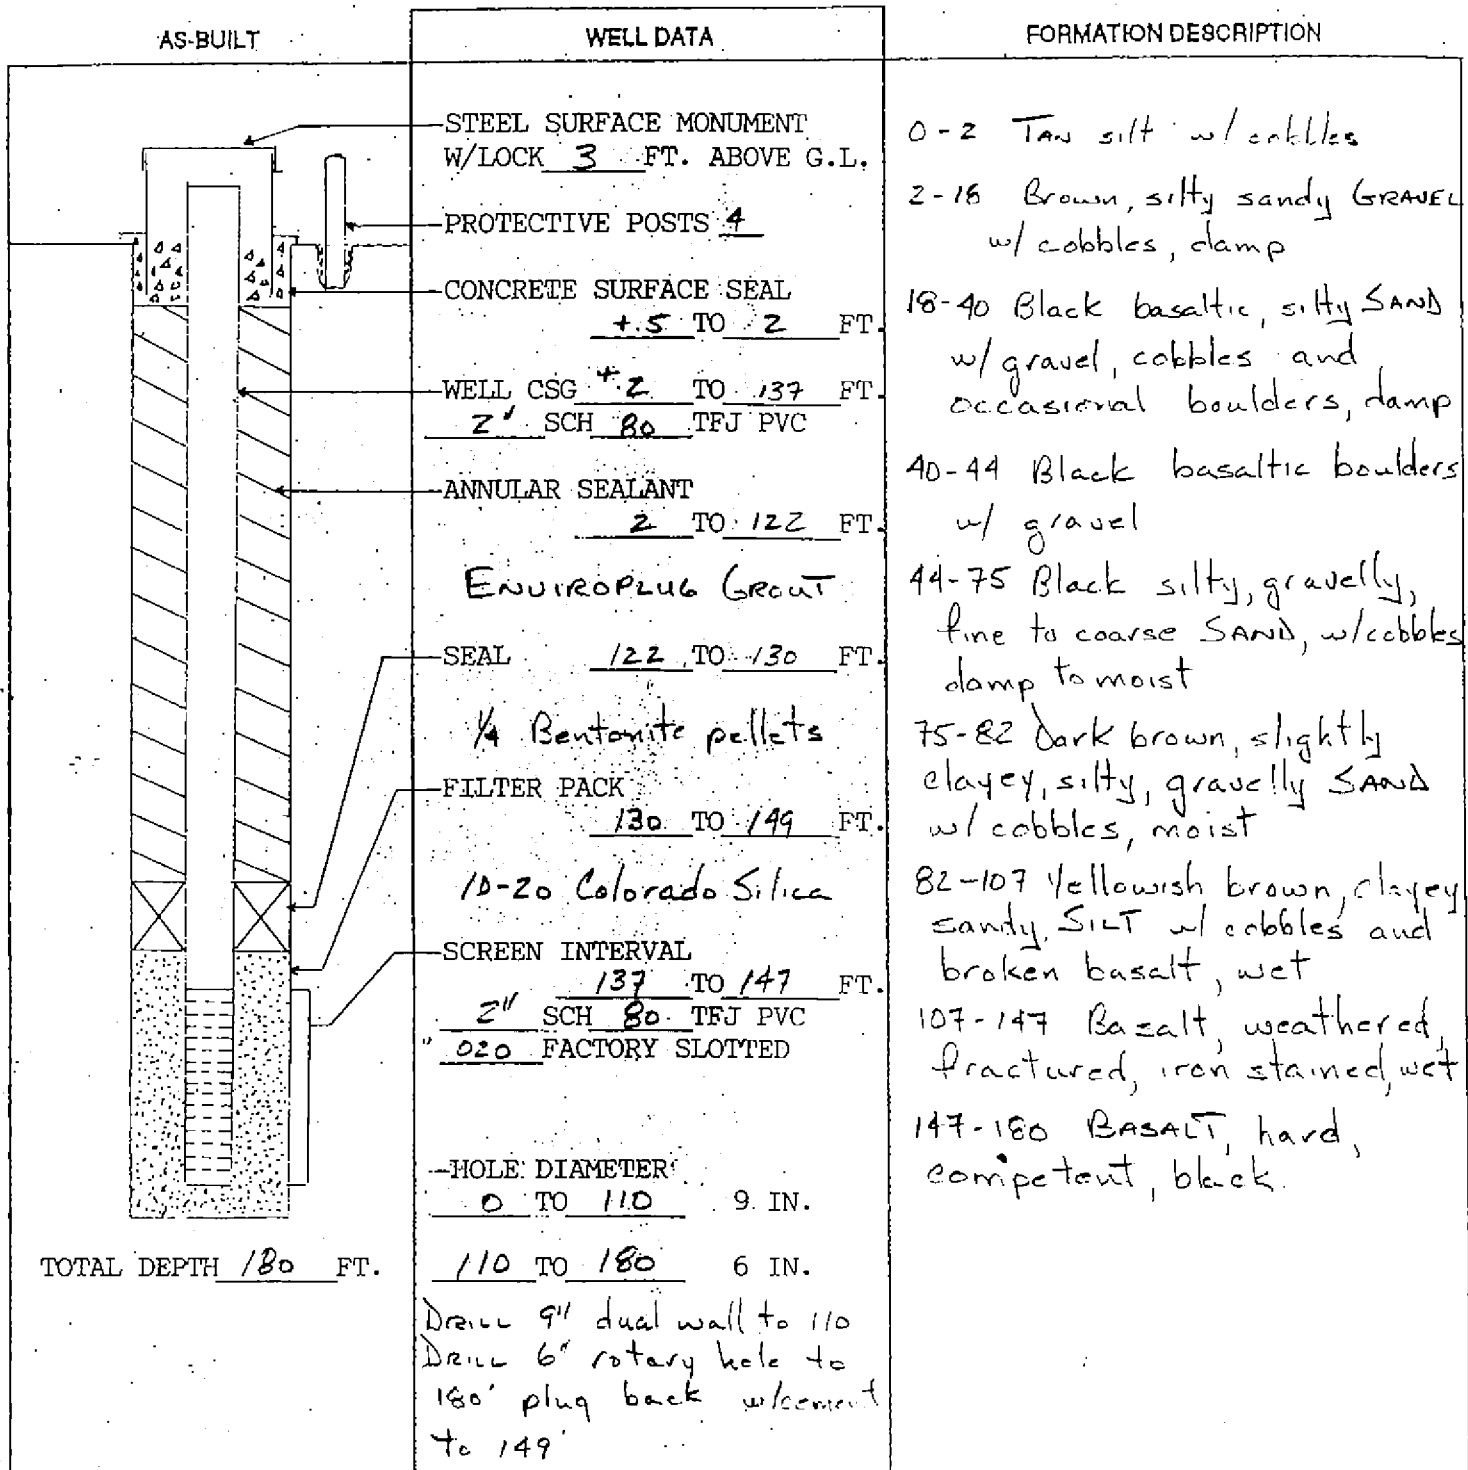 AS-BUILT
WELL DATA
FORMATION DESCRIPTION
STEEL SURFACE MONUMENT
W/LOCK 3 FT. ABOVE G.L.
PROTECTIVE POSTS 4
CONCRETE SURFACE SEAL
+.5 TO 2 FT.
WELL CSG +2 TO 137 FT.
2" SCH 80 TFJ PVC
ANNULAR SEALANT
2 TO 122 FT.
ENVIROPLUG GROUT
SEAL 122 TO 130 FT.
1/4 Bentonite pellets
FILTER PACK
130 TO 149 FT.
10-20 Colorado Silica
SCREEN INTERVAL
137 TO 147 FT.
2" SCH 80 TFJ PVC
020 FACTORY SLOTTED
HOLE DIAMETER
0 TO 110 9 IN.
110 TO 180 6 IN.
DRILL 9" dual wall to 110
DRILL 6" rotary hole to
180' plug back w/cement
to 149'
TOTAL DEPTH 180 FT.
0-2 TAN silt w/ cobbles
2-18 Brown, silty sandy GRAVEL
w/ cobbles, damp
18-40 Black basaltic, silty SAND
w/ gravel, cobbles and
occasional boulders, damp
40-44 Black basaltic boulders
w/ gravel
44-75 Black silty, gravelly,
fine to coarse SAND, w/cobbles
damp to moist
75-82 Dark brown, slightly
clayey, silty, gravelly SAND
w/ cobbles, moist
82-107 Yellowish brown, clayey
sandy, SILT w/ cobbles and
broken basalt, wet
107-147 Basalt, weathered,
fractured, iron stained, wet
147-180 BASALT, hard,
competent, black.